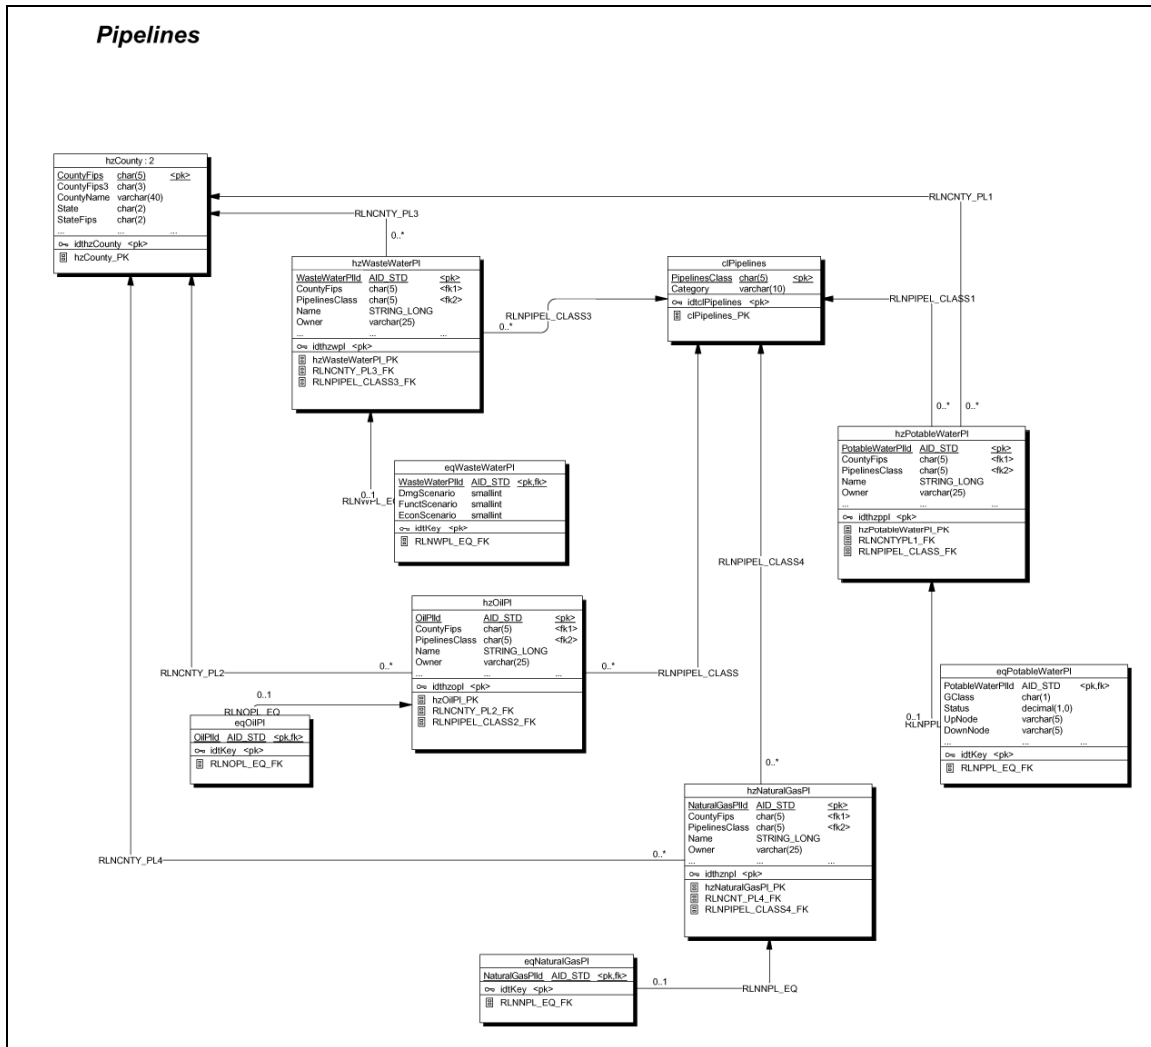 Pipelines
hzCounty : 2
CountyFips char(5) <pk>
CountyFips3 char(3)
CountyName varchar(40)
State char(2)
StateFips char(2)
... ... ...
idthzCounty <pk>
hzCounty_PK
RLNCNTY_PL1
RLNCNTY_PL3
0..*
hzWasteWaterPl
WasteWaterPlId AID_STD <pk>
CountyFips char(5) <fk1>
PipelinesClass char(5) <fk2>
Name STRING_LONG
Owner varchar(25)
... ... ...
idthzwpl <pk>
hzWasteWaterPl_PK
RLNCNTY_PL3_FK
RLNPIPEL_CLASS3_FK
RLNPIPEL_CLASS3
0..*
clPipelines
PipelinesClass char(5) <pk>
Category varchar(10)
idtclPipelines <pk>
clPipelines_PK
RLNPIPEL_CLASS1
0..*
0..*
hzPotableWaterPl
PotableWaterPlId AID_STD <pk>
CountyFips char(5) <fk1>
PipelinesClass char(5) <fk2>
Name STRING_LONG
Owner varchar(25)
... ... ...
idthzppl <pk>
hzPotableWaterPl_PK
RLNCNTYPL1_FK
RLNPIPEL_CLASS_FK
0..1
RLNWPL_EQ
eqWasteWaterPl
WasteWaterPlId AID_STD <pk,fk>
DmgScenario smallint
FunctScenario smallint
EconScenario smallint
idtKey <pk>
RLNWPL_EQ_FK
RLNPIPEL_CLASS4
hzOilPl
OilPlId AID_STD <pk>
CountyFips char(5) <fk1>
PipelinesClass char(5) <fk2>
Name STRING_LONG
Owner varchar(25)
... ... ...
idthzopl <pk>
hzOilPl_PK
RLNCNTY_PL2_FK
RLNPIPEL_CLASS2_FK
RLNCNTY_PL2
0..*
0..*
RLNPIPEL_CLASS
0..1
RLNOPL_EQ
eqOilPl
OilPlId AID_STD <pk,fk>
idtKey <pk>
RLNOPL_EQ_FK
eqPotableWaterPl
PotableWaterPlId AID_STD <pk,fk>
GClass char(1)
Status decimal(1,0)
UpNode varchar(5)
DownNode varchar(5)
... ... ...
idtKey <pk>
RLNPPL_EQ_FK
0..1
RLNPPL
0..*
hzNaturalGasPl
NaturalGasPlId AID_STD <pk>
CountyFips char(5) <fk1>
PipelinesClass char(5) <fk2>
Name STRING_LONG
Owner varchar(25)
... ... ...
idthznpl <pk>
hzNaturalGasPl_PK
RLNCNT_PL4_FK
RLNPIPEL_CLASS4_FK
RLNCNTY_PL4
0..*
eqNaturalGasPl
NaturalGasPlId AID_STD <pk,fk>
idtKey <pk>
RLNNPL_EQ_FK
0..1
RLNNPL_EQ